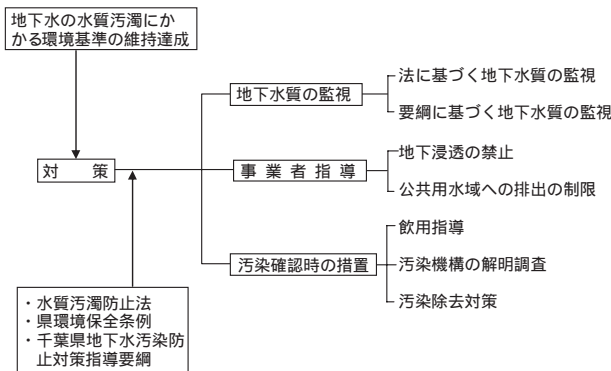 地下水の水質汚濁にか
かる環境基準の維持達成
対　策
地下水質の監視
法に基づく地下水質の監視
要綱に基づく地下水質の監視
事業者指導
地下浸透の禁止
公共用水域への排出の制限
汚染確認時の措置
飲用指導
汚染機構の解明調査
汚染除去対策
・水質汚濁防止法
・県環境保全条例
・千葉県地下水汚染防
止対策指導要綱